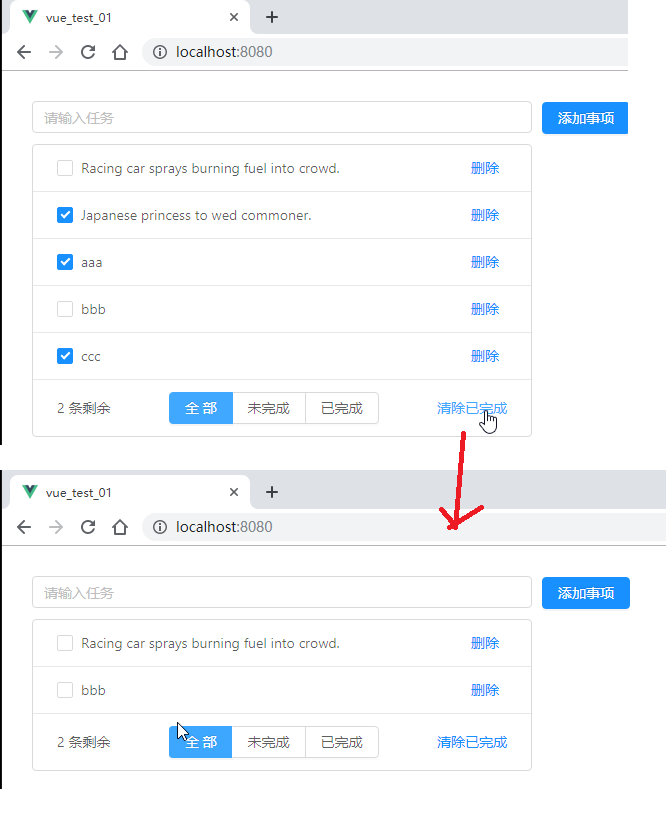 vue_test_01
localhost:8080
请输入任务 添加事项
Racing car sprays burning fuel into crowd. 删除
Japanese princess to wed commoner. 删除
aaa 删除
bbb 删除
ccc 删除
2 条剩余 全 部 未完成 已完成 清除已完成
vue_test_01
localhost:8080
请输入任务 添加事项
Racing car sprays burning fuel into crowd. 删除
bbb 删除
2 条剩余 全 部 未完成 已完成 清除已完成